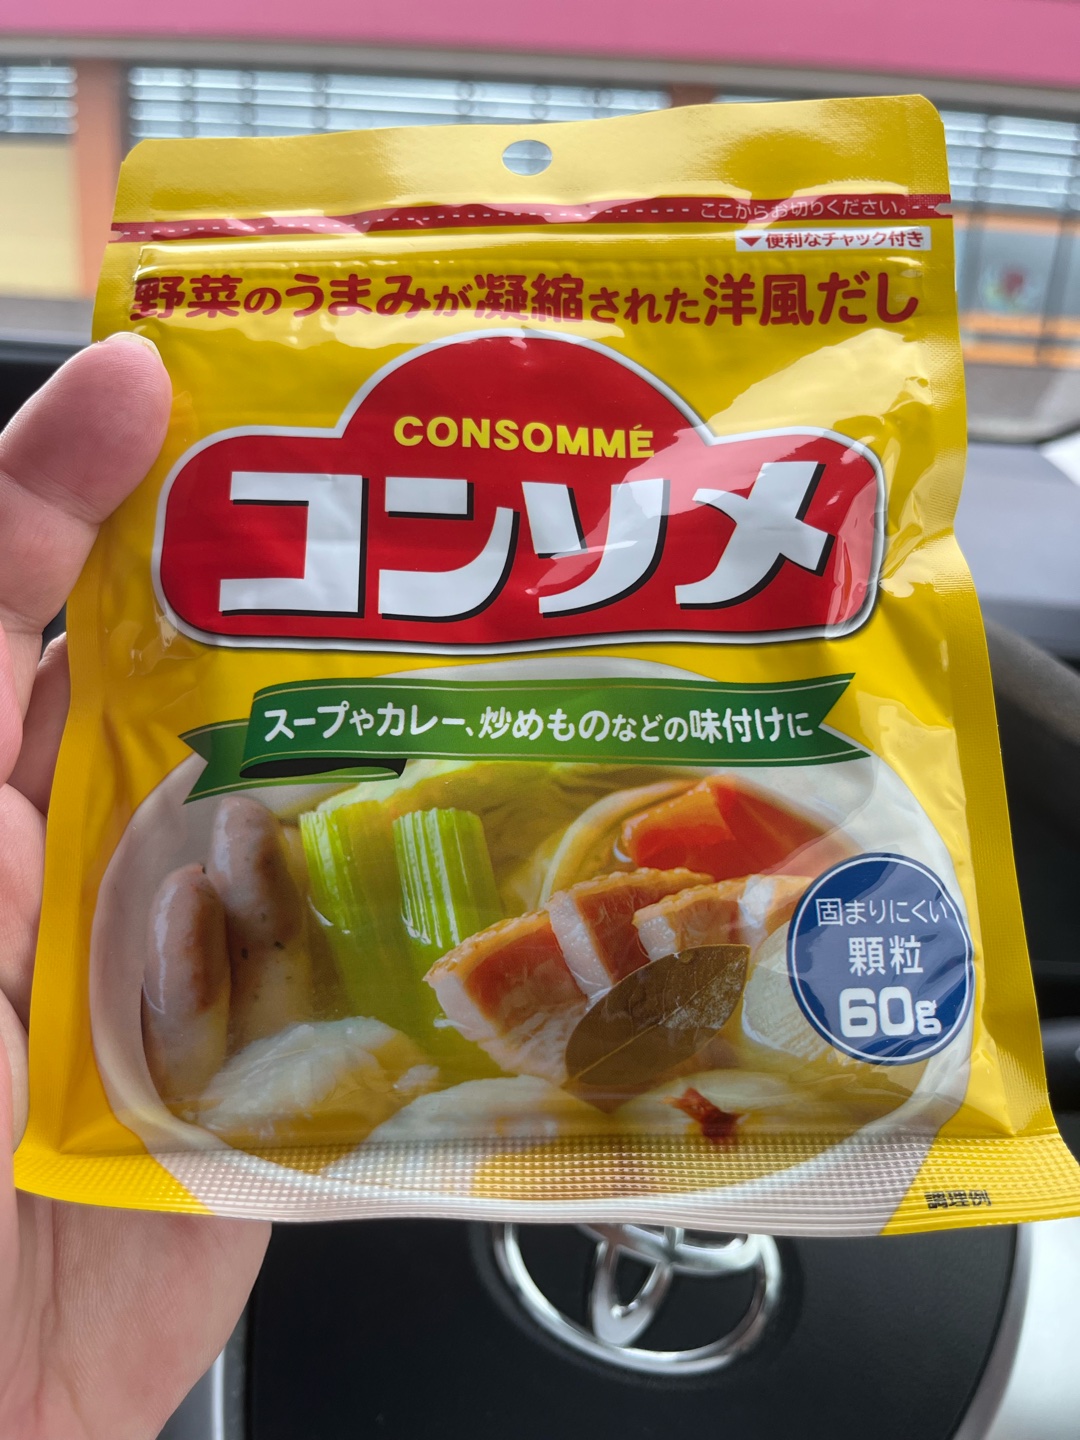 ここからお切りください。
▼便利なチャック付き
野菜のうまみが凝縮された洋風だし
CONSOMMÉ
コンソメ
スープやカレー、炒めものなどの味付けに
固まりにくい
顆粒
60g
調理例